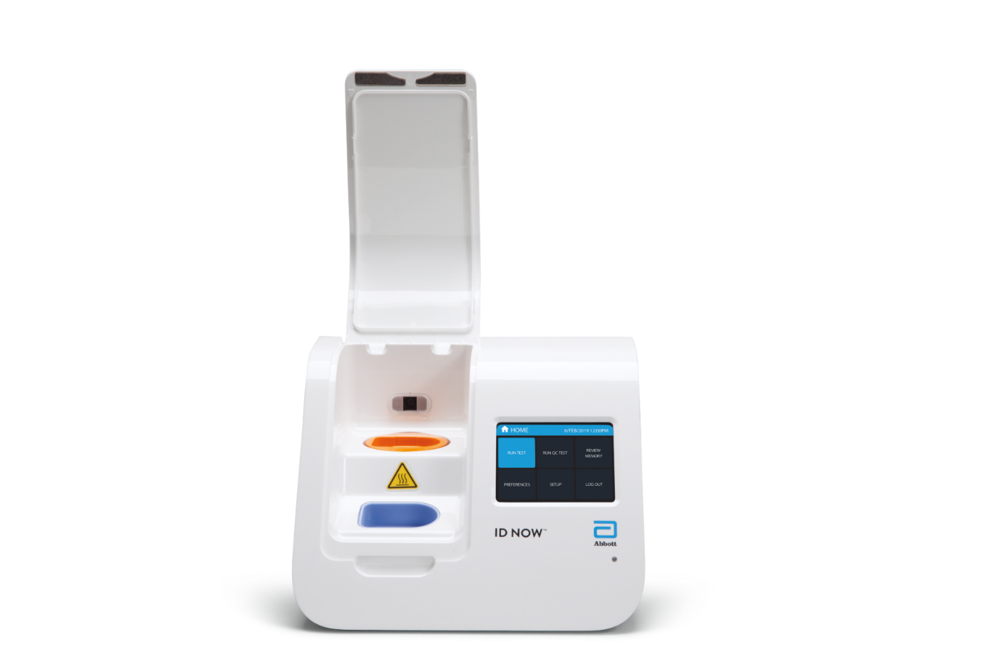 HOME 6/FEB/2019 12:00PM
RUN TEST RUN QC TEST REVIEW
MEMORY
PREFERENCES SETUP LOG OUT
ID NOW™
Abbott